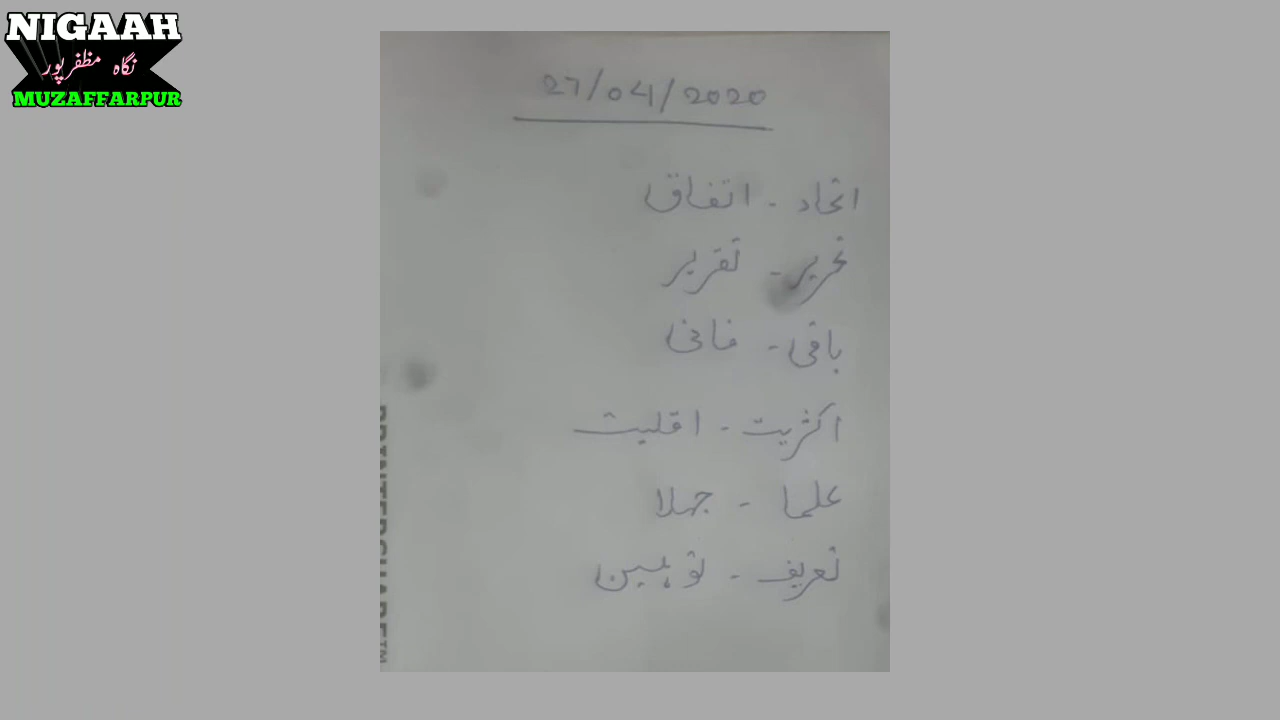 NIGAAH
نگاہ مظفرپور
MUZAFFARPUR
27/04/2020
اتحاد - اتفاق
تحریر - تقریر
باقی - فانی
اکثریت - اقلیت
علما - جہلا
تعریف - توہین